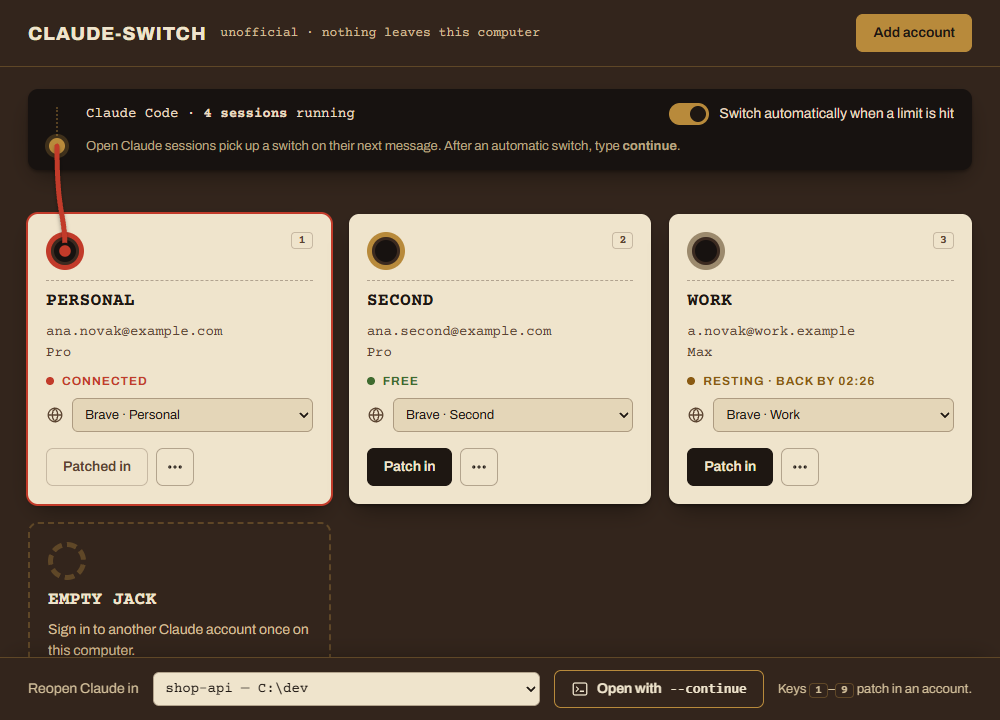 CLAUDE-SWITCH unofficial · nothing leaves this computer Add account
Claude Code · 4 sessions running Switch automatically when a limit is hit
Open Claude sessions pick up a switch on their next message. After an automatic switch, type continue.
1
PERSONAL
ana.novak@example.com
Pro
CONNECTED
Brave · Personal
Patched in
2
SECOND
ana.second@example.com
Pro
FREE
Brave · Second
Patch in
3
WORK
a.novak@work.example
Max
RESTING · BACK BY 02:26
Brave · Work
Patch in
EMPTY JACK
Sign in to another Claude account once on
this computer.
Reopen Claude in shop-api — C:\dev Open with --continue Keys 1–9 patch in an account.